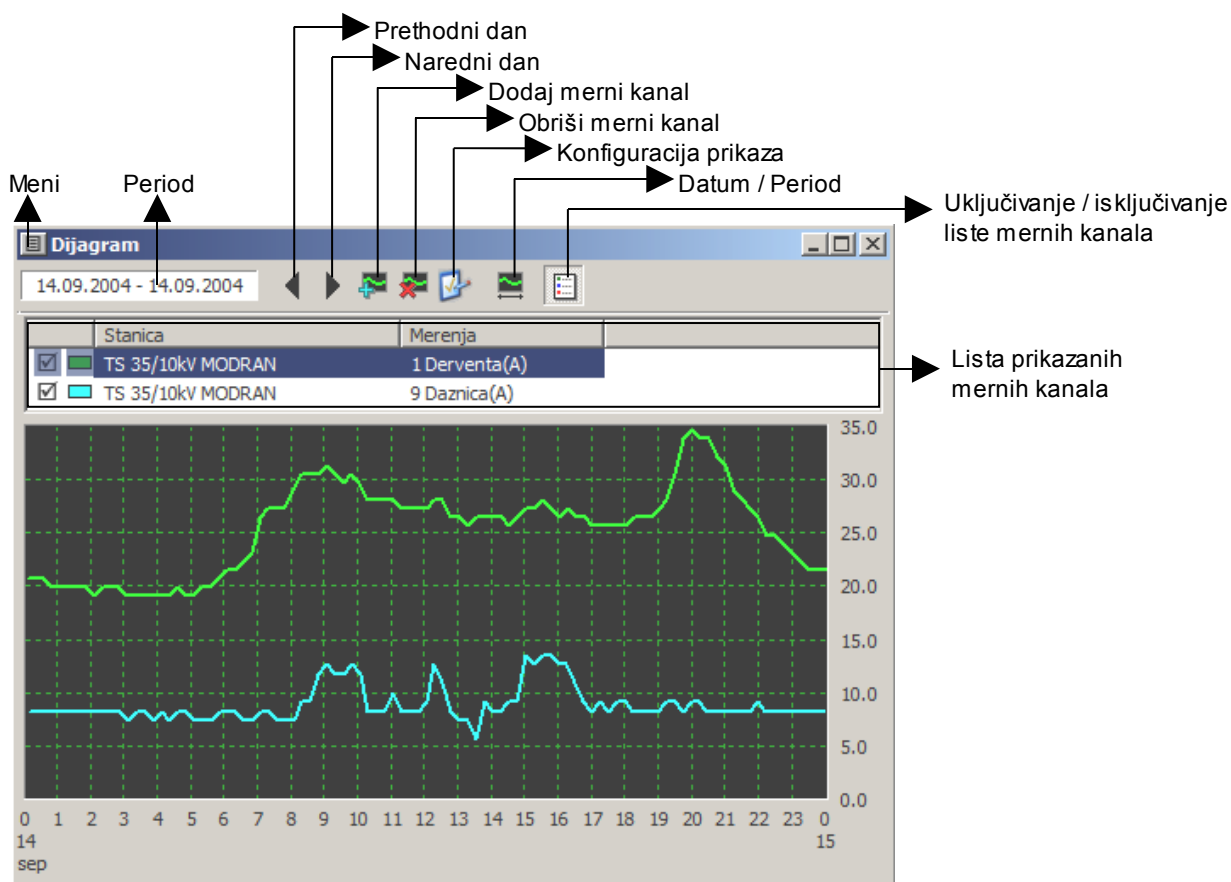 Prethodni dan
Naredni dan
Dodaj merni kanal
Obriši merni kanal
Konfiguracija prikaza
Meni
Period
Datum / Period
Uključivanje / isključivanje
liste mernih kanala
Dijagram
14.09.2004 - 14.09.2004
Stanica Merenja
TS 35/10kV MODRAN 1 Derventa(A)
TS 35/10kV MODRAN 9 Daznica(A)
Lista prikazanih
mernih kanala
35.0
30.0
25.0
20.0
15.0
10.0
5.0
0.0
0 1 2 3 4 5 6 7 8 9 10 11 12 13 14 15 16 17 18 19 20 21 22 23 0
14 15
sep